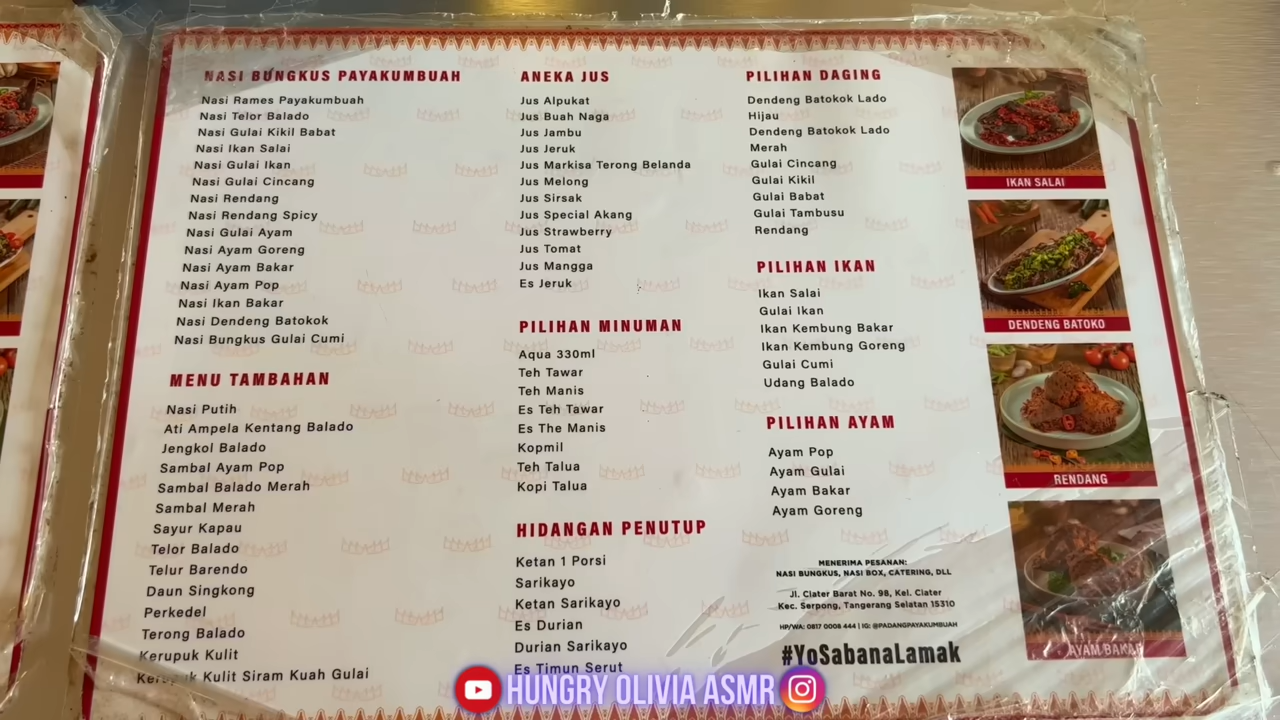 NASI BUNGKUS PAYAKUMBUAH
Nasi Rames Payakumbuah
Nasi Telor Balado
Nasi Gulai Kikil Babat
Nasi Ikan Salai
Nasi Gulai Ikan
Nasi Gulai Cincang
Nasi Rendang
Nasi Rendang Spicy
Nasi Gulai Ayam
Nasi Ayam Goreng
Nasi Ayam Bakar
Nasi Ayam Pop
Nasi Ikan Bakar
Nasi Dendeng Batokok
Nasi Bungkus Gulai Cumi
MENU TAMBAHAN
Nasi Putih
Ati Ampela Kentang Balado
Jengkol Balado
Sambal Ayam Pop
Sambal Balado Merah
Sambal Merah
Sayur Kapau
Telor Balado
Telur Barendo
Daun Singkong
Perkedel
Terong Balado
Kerupuk Kulit
Kerupuk Kulit Siram Kuah Gulai
ANEKA JUS
Jus Alpukat
Jus Buah Naga
Jus Jambu
Jus Jeruk
Jus Markisa Terong Belanda
Jus Melong
Jus Sirsak
Jus Special Akang
Jus Strawberry
Jus Tomat
Jus Mangga
Es Jeruk
PILIHAN MINUMAN
Aqua 330ml
Teh Tawar
Teh Manis
Es Teh Tawar
Es The Manis
Kopmil
Teh Talua
Kopi Talua
HIDANGAN PENUTUP
Ketan 1 Porsi
Sarikayo
Ketan Sarikayo
Es Durian
Durian Sarikayo
Es Timun Serut
PILIHAN DAGING
Dendeng Batokok Lado
Hijau
Dendeng Batokok Lado
Merah
Gulai Cincang
Gulai Kikil
Gulai Babat
Gulai Tambusu
Rendang
PILIHAN IKAN
Ikan Salai
Gulai Ikan
Ikan Kembung Bakar
Ikan Kembung Goreng
Gulai Cumi
Udang Balado
PILIHAN AYAM
Ayam Pop
Ayam Gulai
Ayam Bakar
Ayam Goreng
MENERIMA PESANAN:
NASI BUNGKUS, NASI BOX, CATERING, DLL
Jl. Ciater Barat No. 98, Kel. Ciater
Kec. Serpong, Tangerang Selatan 15310
HP/WA: 0817 0008 444 | IG: @PADANGPAYAKUMBUAH
#YoSabanaLamak
IKAN SALAI
DENDENG BATOKO
RENDANG
AYAM BAKAR
HUNGRY OLIVIA ASMR